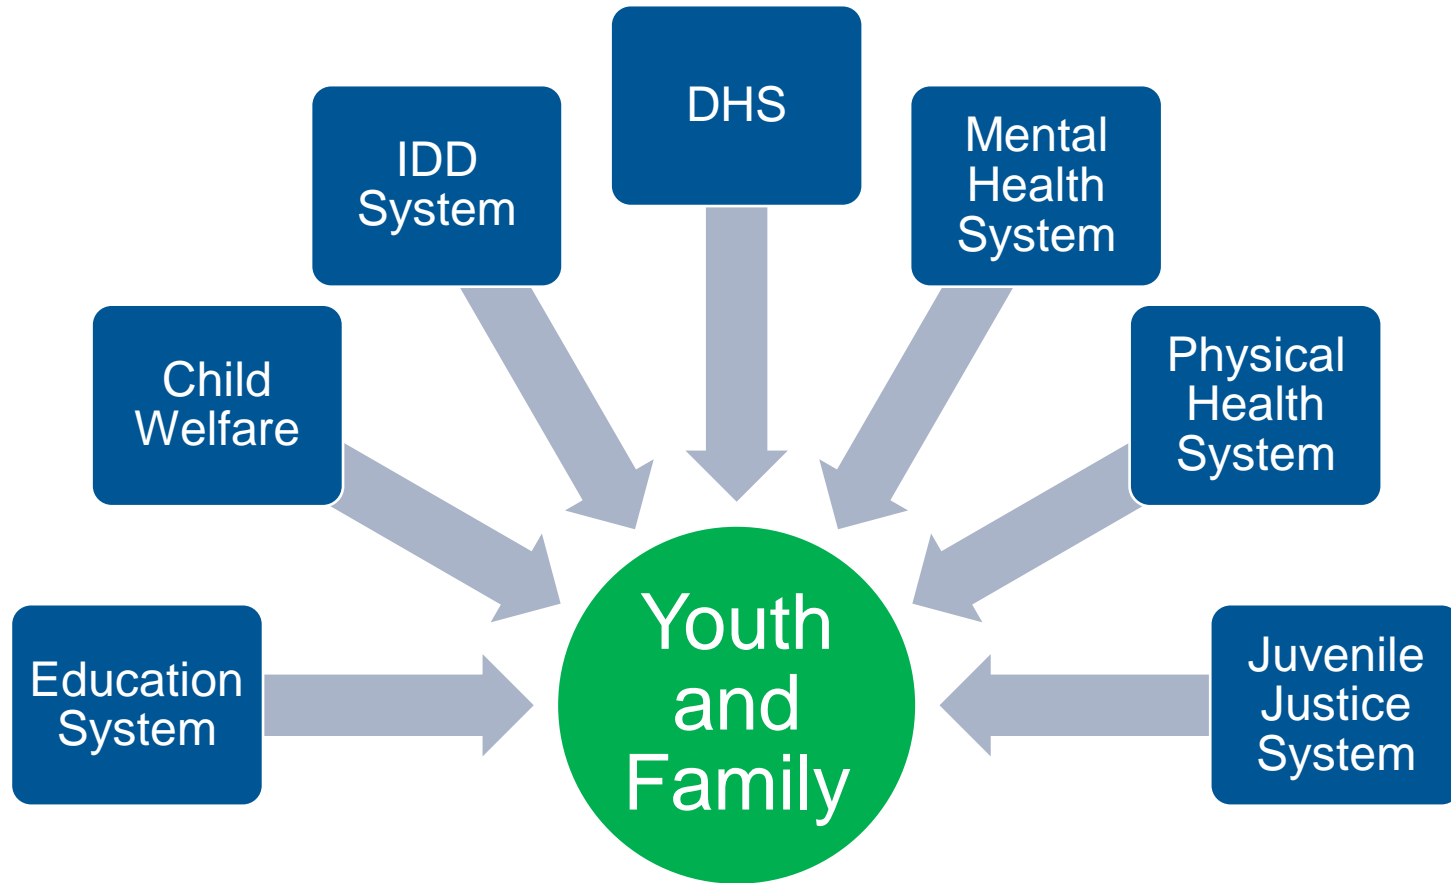 DHS
IDD
System
Mental
Health
System
Child
Welfare
Physical
Health
System
Education
System
Youth
and
Family
Juvenile
Justice
System